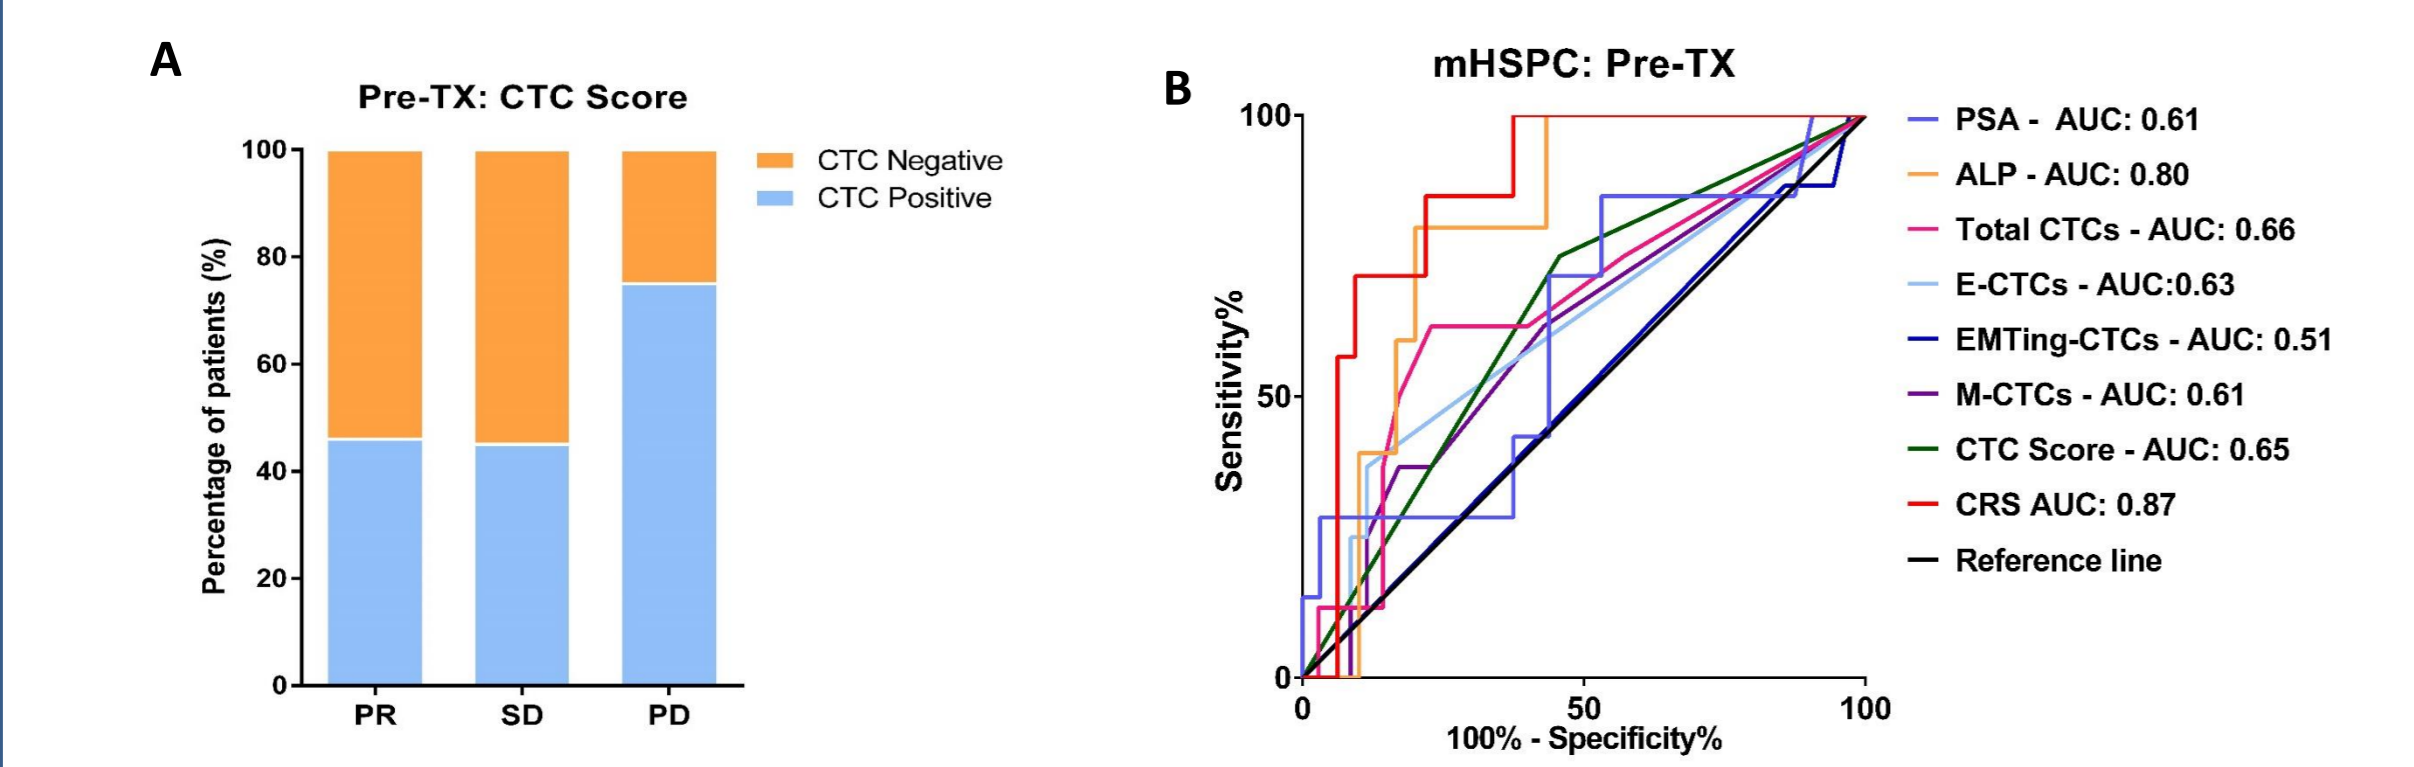 A
Pre-TX: CTC Score
Percentage of patients (%)
100
80
60
40
20
0
PR
SD
PD
CTC Negative
CTC Positive
B
mHSPC: Pre-TX
Sensitivity%
100
50
0
0
50
100
100% - Specificity%
PSA - AUC: 0.61
ALP - AUC: 0.80
Total CTCs - AUC: 0.66
E-CTCs - AUC:0.63
EMTing-CTCs - AUC: 0.51
M-CTCs - AUC: 0.61
CTC Score - AUC: 0.65
CRS AUC: 0.87
Reference line